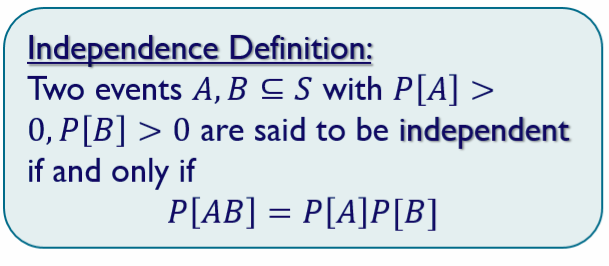 Independence Definition:
Two events A, B ⊆ S with P[A] >
0, P[B] > 0 are said to be independent
if and only if
P[AB] = P[A]P[B]